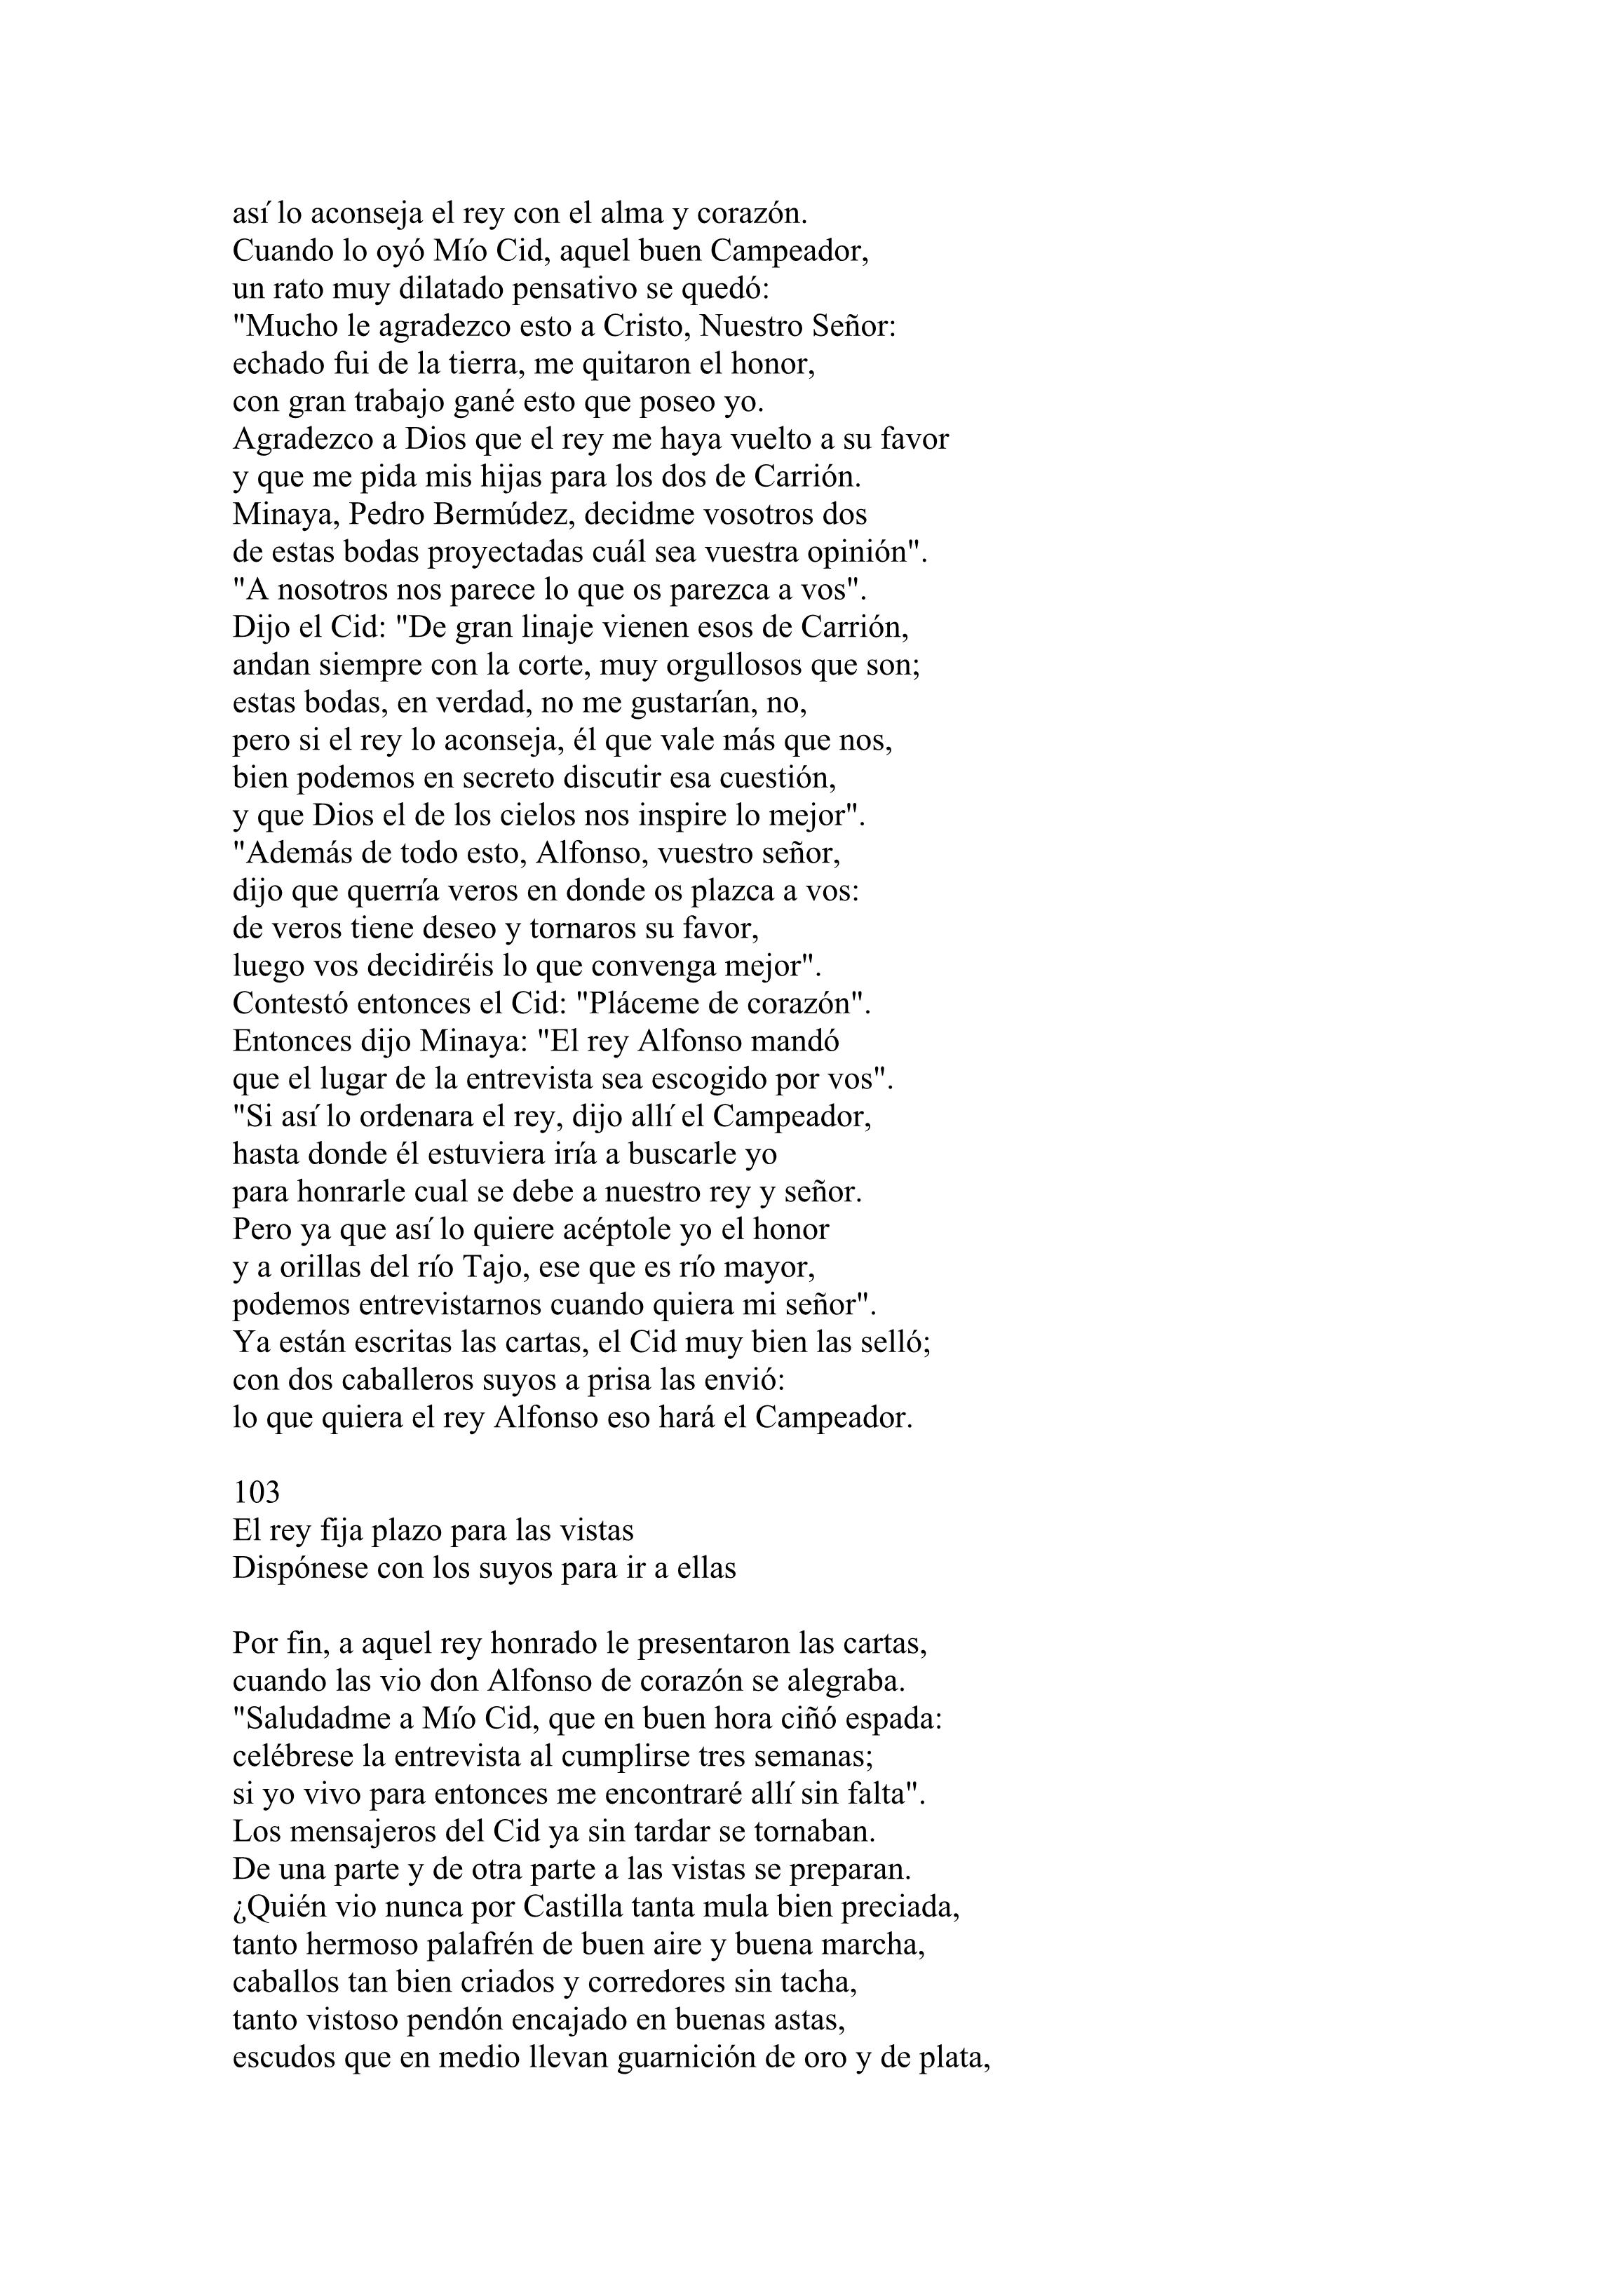 así lo aconseja el rey con el alma y corazón.
Cuando lo oyó Mío Cid, aquel buen Campeador,
un rato muy dilatado pensativo se quedó:
"Mucho le agradezco esto a Cristo, Nuestro Señor:
echado fui de la tierra, me quitaron el honor,
con gran trabajo gané esto que poseo yo.
Agradezco a Dios que el rey me haya vuelto a su favor
y que me pida mis hijas para los dos de Carrión.
Minaya, Pedro Bermúdez, decidme vosotros dos
de estas bodas proyectadas cuál sea vuestra opinión".
"A nosotros nos parece lo que os parezca a vos".
Dijo el Cid: "De gran linaje vienen esos de Carrión,
andan siempre con la corte, muy orgullosos que son;
estas bodas, en verdad, no me gustarían, no,
pero si el rey lo aconseja, él que vale más que nos,
bien podemos en secreto discutir esa cuestión,
y que Dios el de los cielos nos inspire lo mejor".
"Además de todo esto, Alfonso, vuestro señor,
dijo que querría veros en donde os plazca a vos:
de veros tiene deseo y tornaros su favor,
luego vos decidiréis lo que convenga mejor".
Contestó entonces el Cid: "Pláceme de corazón".
Entonces dijo Minaya: "El rey Alfonso mandó
que el lugar de la entrevista sea escogido por vos".
"Si así lo ordenara el rey, dijo allí el Campeador,
hasta donde él estuviera iría a buscarle yo
para honrarle cual se debe a nuestro rey y señor.
Pero ya que así lo quiere acéptole yo el honor
y a orillas del río Tajo, ese que es río mayor,
podemos entrevistarnos cuando quiera mi señor".
Ya están escritas las cartas, el Cid muy bien las selló;
con dos caballeros suyos a prisa las envió:
lo que quiera el rey Alfonso eso hará el Campeador.
103
El rey fija plazo para las vistas
Dispónese con los suyos para ir a ellas
Por fin, a aquel rey honrado le presentaron las cartas,
cuando las vio don Alfonso de corazón se alegraba.
"Saludadme a Mío Cid, que en buen hora ciñó espada:
celébrese la entrevista al cumplirse tres semanas;
si yo vivo para entonces me encontraré allí sin falta".
Los mensajeros del Cid ya sin tardar se tornaban.
De una parte y de otra parte a las vistas se preparan.
¿Quién vio nunca por Castilla tanta mula bien preciada,
tanto hermoso palafrén de buen aire y buena marcha,
caballos tan bien criados y corredores sin tacha,
tanto vistoso pendón encajado en buenas astas,
escudos que en medio llevan guarnición de oro y de plata,